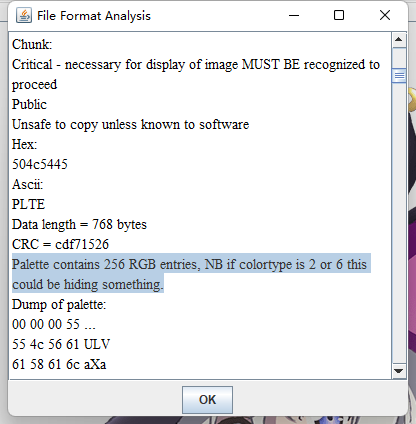 File Format Analysis
Chunk:
Critical - necessary for display of image MUST BE recognized to
proceed
Public
Unsafe to copy unless known to software
Hex:
504c5445
Ascii:
PLTE
Data length = 768 bytes
CRC = cdf71526
Palette contains 256 RGB entries, NB if colortype is 2 or 6 this
could be hiding something.
Dump of palette:
00 00 00 55 ...
55 4c 56 61 ULV
61 58 61 6c aXa
OK